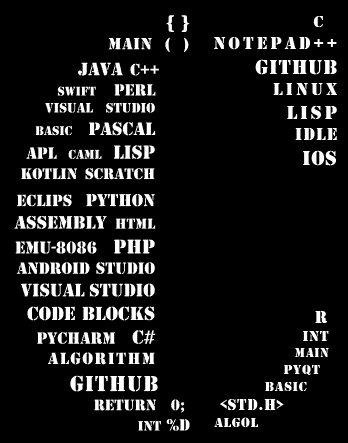 { } C
MAIN ( ) NOTEPAD++
JAVA C++ GITHUB
SWIFT PERL LINUX
VISUAL STUDIO LISP
BASIC PASCAL IDLE
APL CAML LISP IOS
KOTLIN SCRATCH
ECLIPS PYTHON
ASSEMBLY HTML
EMU-8086 PHP
ANDROID STUDIO
VISUAL STUDIO
CODE BLOCKS R
PYCHARM C# INT
ALGORITHM MAIN
PYQT
GITHUB BASIC
RETURN 0; <STD.H>
INT %D ALGOL